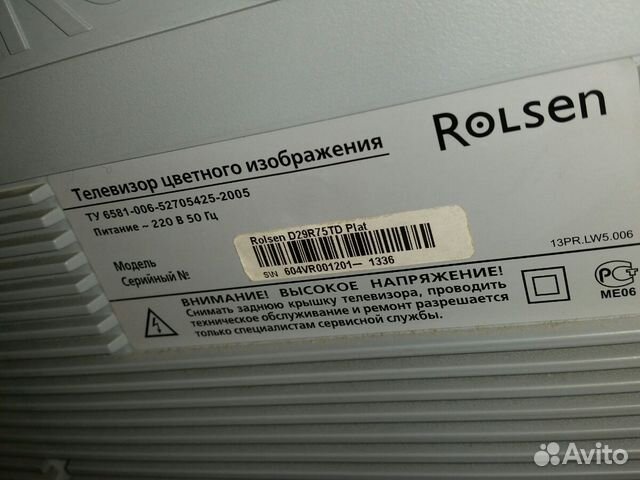 ROLSEN
Телевизор цветного изображения
ТУ 6581-006-52705425-2005
Питание ~ 220 В 50 Гц
Модель
Rolsen D29R75TD Plat
Серийный №
S\N 604VR001201— 1336
13PR.LW5.006
ВНИМАНИЕ! ВЫСОКОЕ НАПРЯЖЕНИЕ!
Снимать заднюю крышку телевизора, проводить
техническое обслуживание и ремонт разрешается
только специалистам сервисной службы.
ME06
Avito